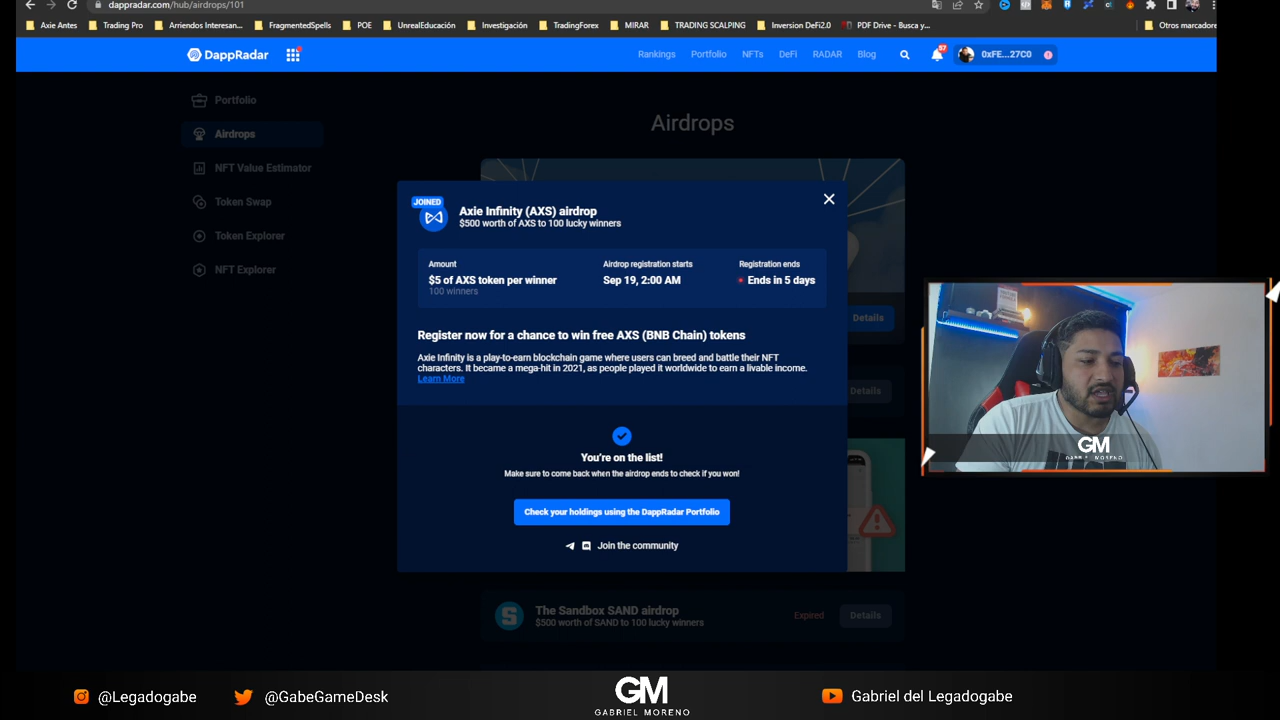 dappradar.com/hub/airdrops/101
Axie Antes
Trading Pro
Arriendos Interesan...
FragmentedSpells
POE
UnrealEducación
Investigación
TradingForex
MIRAR
TRADING SCALPING
Inversion DeFi2.0
PDF Drive - Busca y...
Otros marcadore
DappRadar
Rankings
Portfolio
NFTs
DeFi
RADAR
Blog
57
0xFE...27C0
Portfolio
Airdrops
NFT Value Estimator
Token Swap
Token Explorer
NFT Explorer
Airdrops
JOINED
Axie Infinity (AXS) airdrop
$500 worth of AXS to 100 lucky winners
Amount
$5 of AXS token per winner
100 winners
Airdrop registration starts
Sep 19, 2:00 AM
Registration ends
Ends in 5 days
Register now for a chance to win free AXS (BNB Chain) tokens
Axie Infinity is a play-to-earn blockchain game where users can breed and battle their NFT
characters. It became a mega-hit in 2021, as people played it worldwide to earn a livable income.
Learn More
You're on the list!
Make sure to come back when the airdrop ends to check if you won!
Check your holdings using the DappRadar Portfolio
Join the community
Details
Details
The Sandbox SAND airdrop
$500 worth of SAND to 100 lucky winners
Expired
Details
GM
GABRIEL MORENO
@Legadogabe
@GabeGameDesk
GM
GABRIEL MORENO
Gabriel del Legadogabe